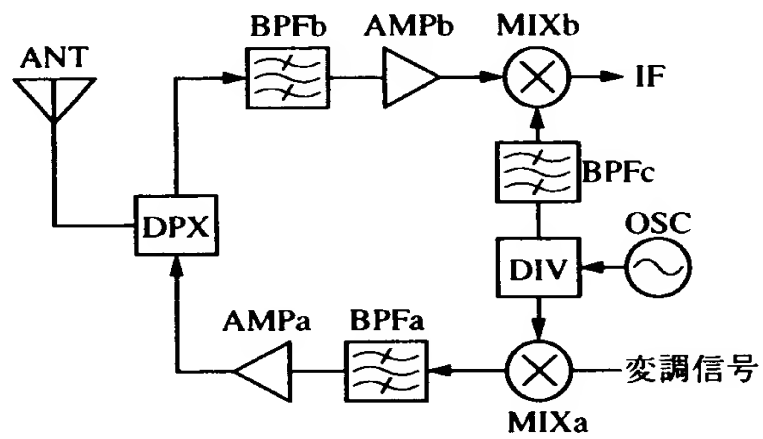 BPFb
AMPb
MIXb
ANT
IF
BPFc
DPX
OSC
DIV
AMPa
BPFa
変調信号
MIXa